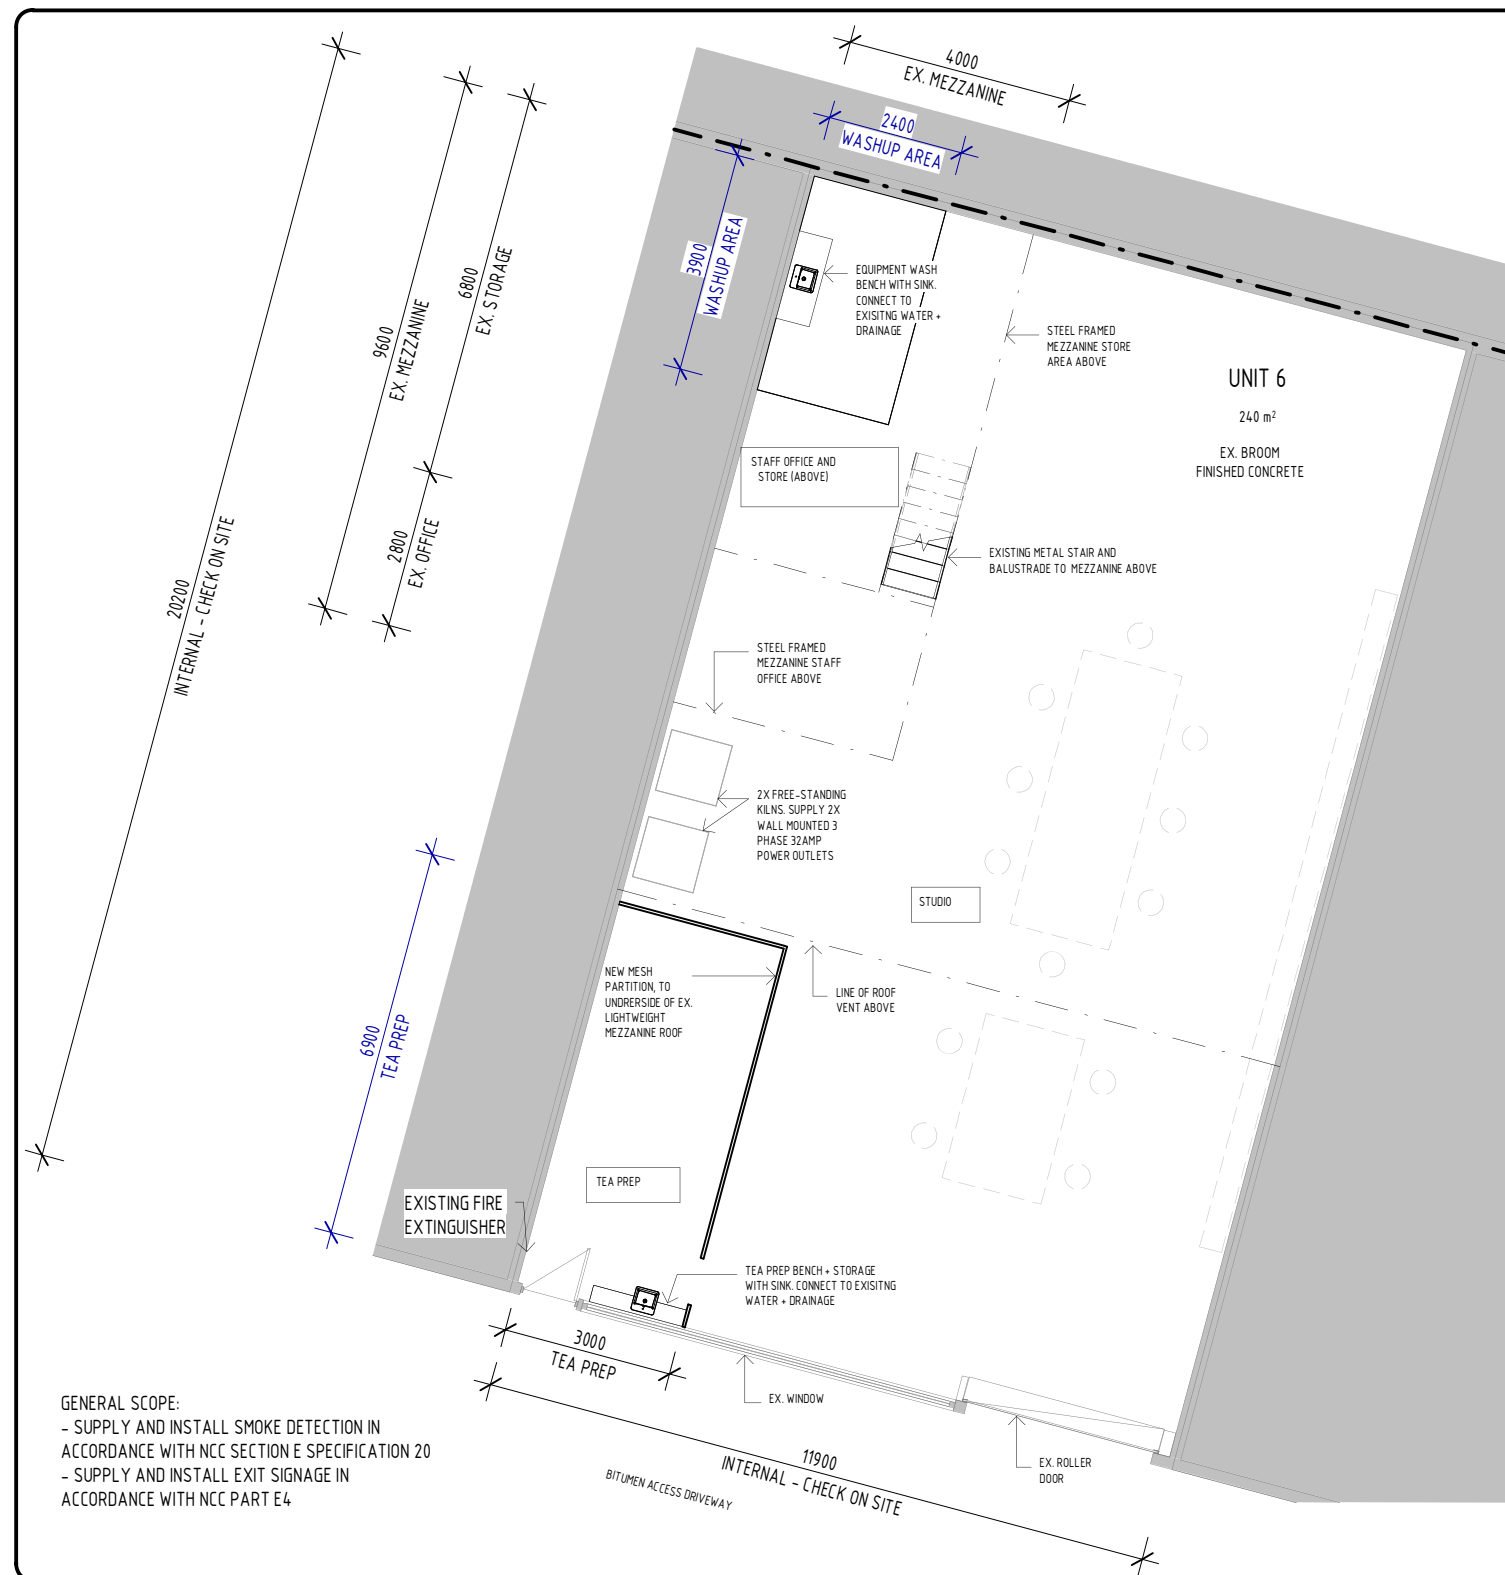 4000
EX. MEZZANINE
2400
WASHUP AREA
3900
WASHUP AREA
6800
EX. STORAGE
9600
EX. MEZZANINE
2800
EX. OFFICE
20200
INTERNAL - CHECK ON SITE
EQUIPMENT WASH
BENCH WITH SINK.
CONNECT TO
EXISITNG WATER +
DRAINAGE
STEEL FRAMED
MEZZANINE STORE
AREA ABOVE
UNIT 6
240 m²
EX. BROOM
FINISHED CONCRETE
STAFF OFFICE AND
STORE (ABOVE)
EXISTING METAL STAIR AND
BALUSTRADE TO MEZZANINE ABOVE
STEEL FRAMED
MEZZANINE STAFF
OFFICE ABOVE
2X FREE-STANDING
KILNS. SUPPLY 2X
WALL MOUNTED 3
PHASE 32AMP
POWER OUTLETS
STUDIO
NEW MESH
PARTITION, TO
UNDRERSIDE OF EX.
LIGHTWEIGHT
MEZZANINE ROOF
LINE OF ROOF
VENT ABOVE
6900
TEA PREP
TEA PREP
EXISTING FIRE
EXTINGUISHER
TEA PREP BENCH + STORAGE
WITH SINK. CONNECT TO EXISITNG
WATER + DRAINAGE
3000
TEA PREP
EX. WINDOW
11900
INTERNAL - CHECK ON SITE
EX. ROLLER
DOOR
BITUMEN ACCESS DRIVEWAY
GENERAL SCOPE:
- SUPPLY AND INSTALL SMOKE DETECTION IN
ACCORDANCE WITH NCC SECTION E SPECIFICATION 20
- SUPPLY AND INSTALL EXIT SIGNAGE IN
ACCORDANCE WITH NCC PART E4